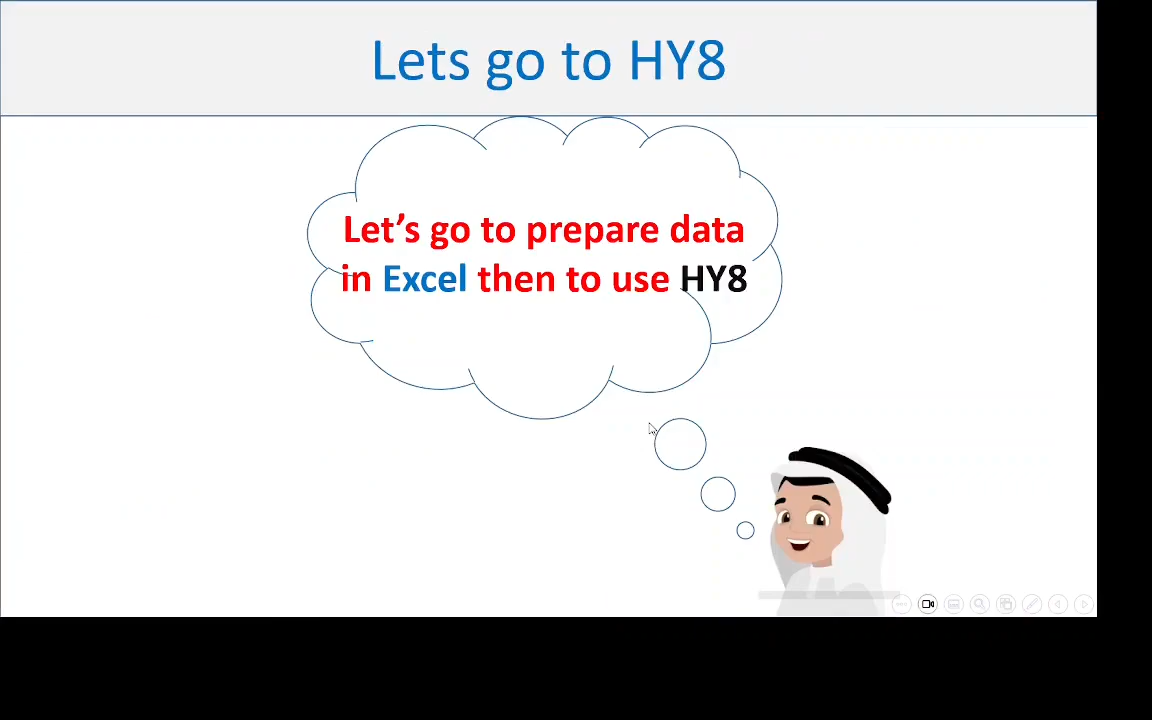 Lets go to HY8
Let’s go to prepare data
in Excel then to use HY8